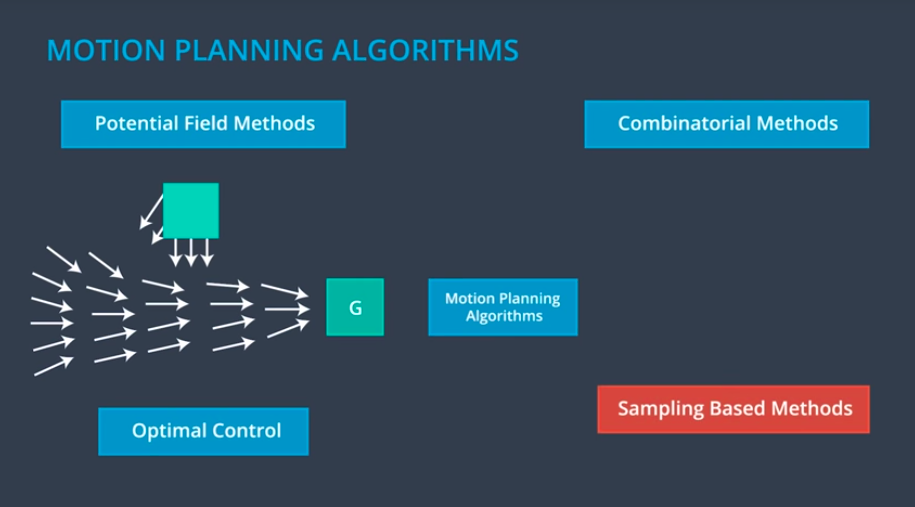 MOTION PLANNING ALGORITHMS
Potential Field Methods
Combinatorial Methods
G
Motion Planning
Algorithms
Optimal Control
Sampling Based Methods